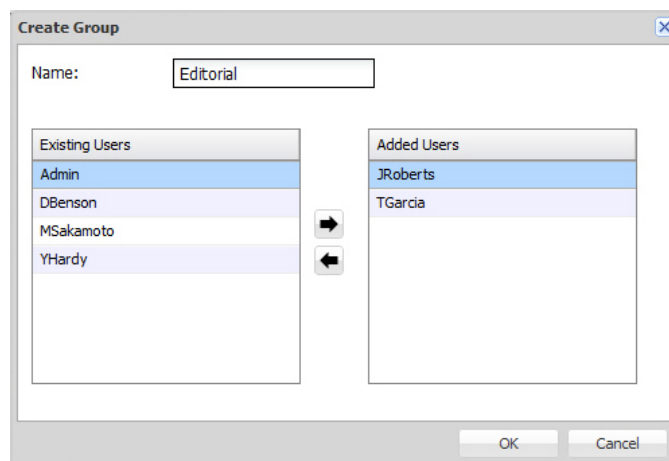 Create Group
Name: Editorial
Existing Users
Admin
DBenson
MSakamoto
YHardy
Added Users
JRoberts
TGarcia
OK Cancel